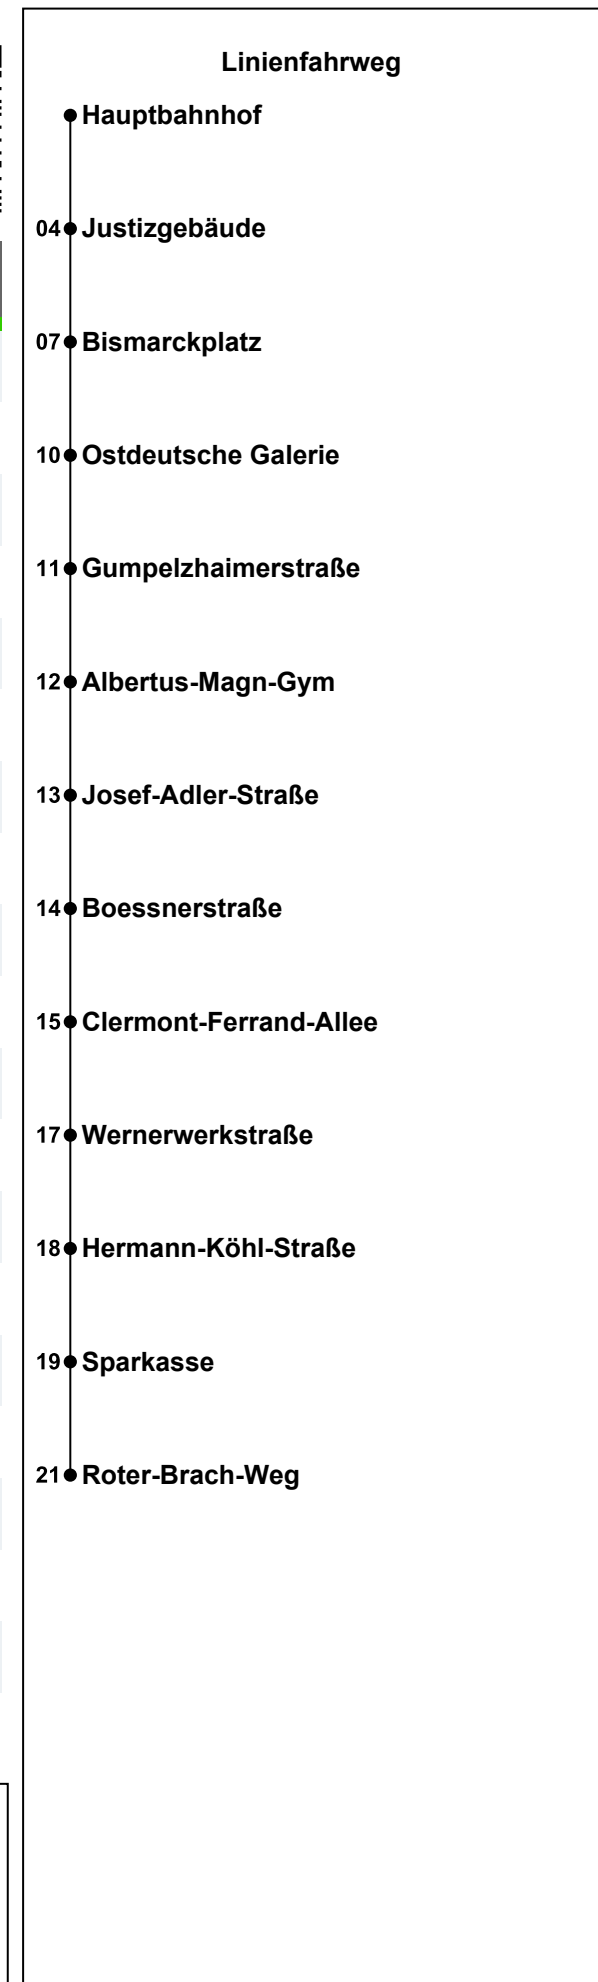 Linienfahrweg
Hauptbahnhof
04 Justizgebäude
07 Bismarckplatz
10 Ostdeutsche Galerie
11 Gumpelzhaimerstraße
12 Albertus-Magn-Gym
13 Josef-Adler-Straße
14 Boessnerstraße
15 Clermont-Ferrand-Allee
17 Wernerwerkstraße
18 Hermann-Köhl-Straße
19 Sparkasse
21 Roter-Brach-Weg